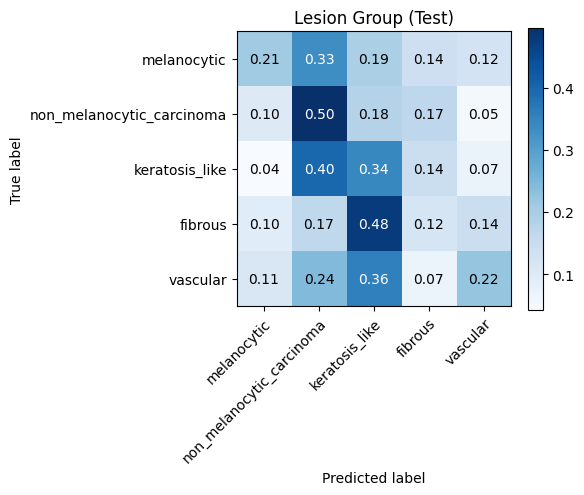 Lesion Group (Test)
True label
melanocytic 0.21 0.33 0.19 0.14 0.12
non_melanocytic_carcinoma 0.10 0.50 0.18 0.17 0.05
keratosis_like 0.04 0.40 0.34 0.14 0.07
fibrous 0.10 0.17 0.48 0.12 0.14
vascular 0.11 0.24 0.36 0.07 0.22
melanocytic
non_melanocytic_carcinoma
keratosis_like
fibrous
vascular
Predicted label
0.4
0.3
0.2
0.1